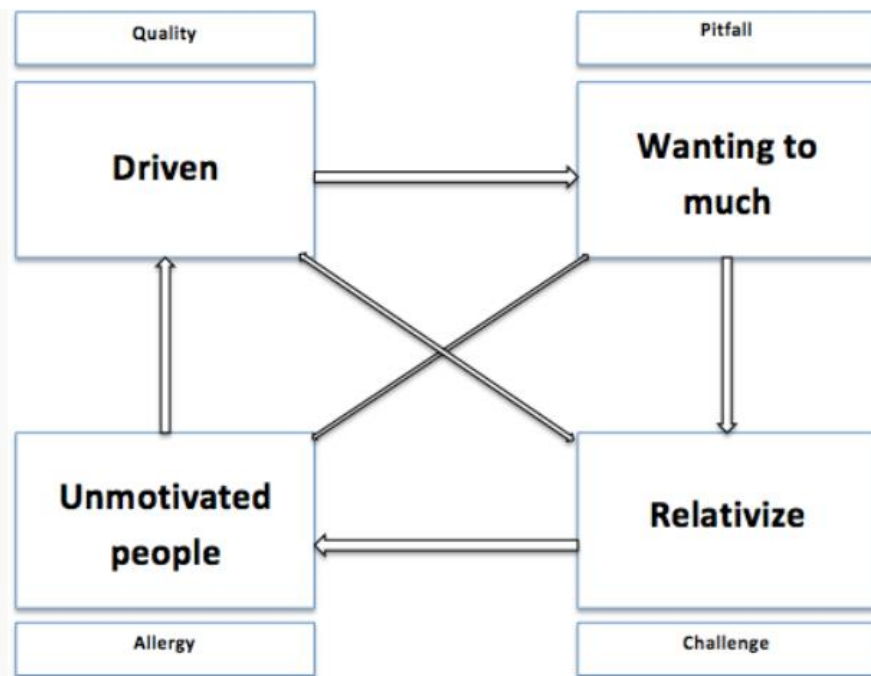 Quality
Pitfall
Driven
Wanting to
much
Unmotivated
people
Relativize
Allergy
Challenge